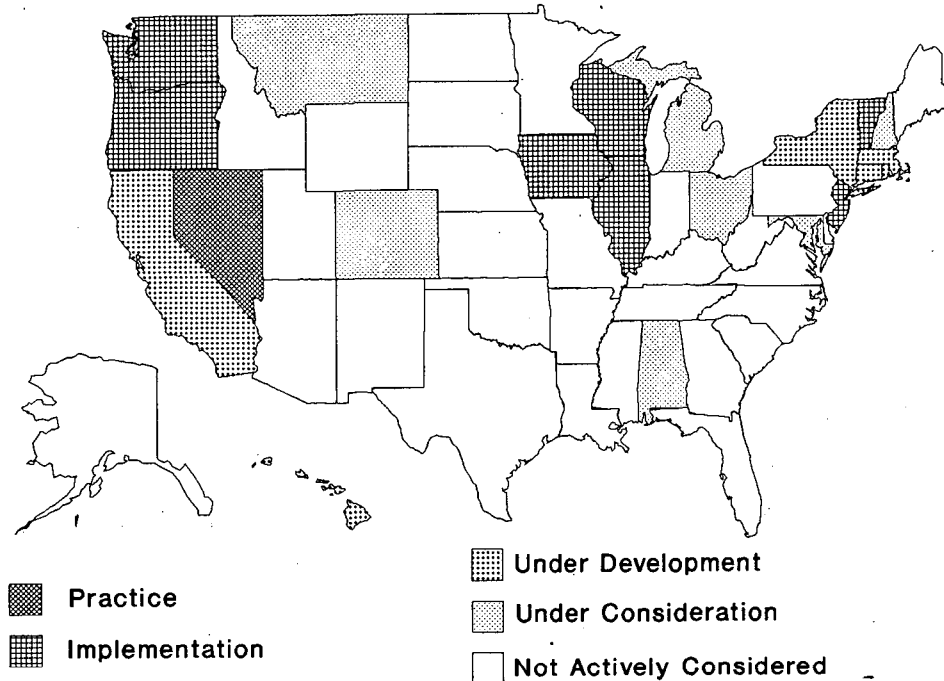 Practice
Implementation
Under Development
Under Consideration
Not Actively Considered